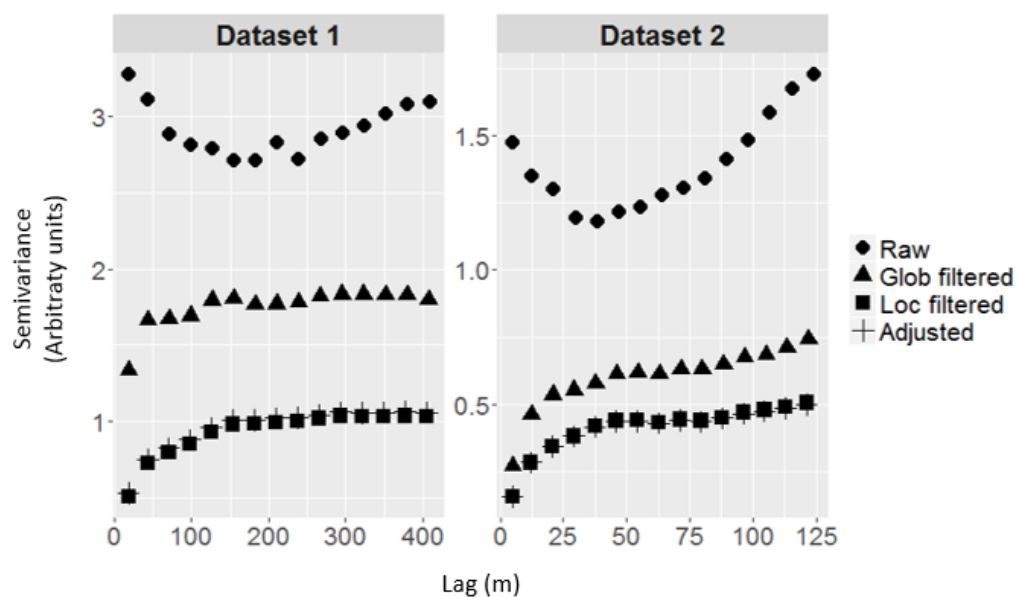 Dataset 1
Dataset 2
3
2
1
1.5
1.0
0.5
Semivariance
(Arbitraty units)
0 100 200 300 400
0 25 50 75 100 125
Lag (m)
Raw
Glob filtered
Loc filtered
Adjusted